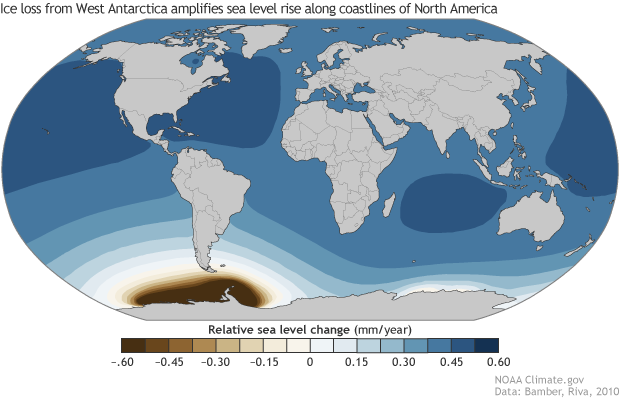 Ice loss from West Antarctica amplifies sea level rise along coastlines of North America
Relative sea level change (mm/year)
-.60 -0.45 -0.30 -0.15 0 0.15 0.30 0.45 0.60
NOAA Climate.gov
Data: Bamber, Riva, 2010